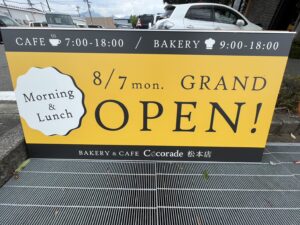 CAFE 7:00-18:00 / BAKERY 9:00-18:00
8/7 mon. GRAND
OPEN!
Morning
&
Lunch
BAKERY & CAFE Cocorade 松本店